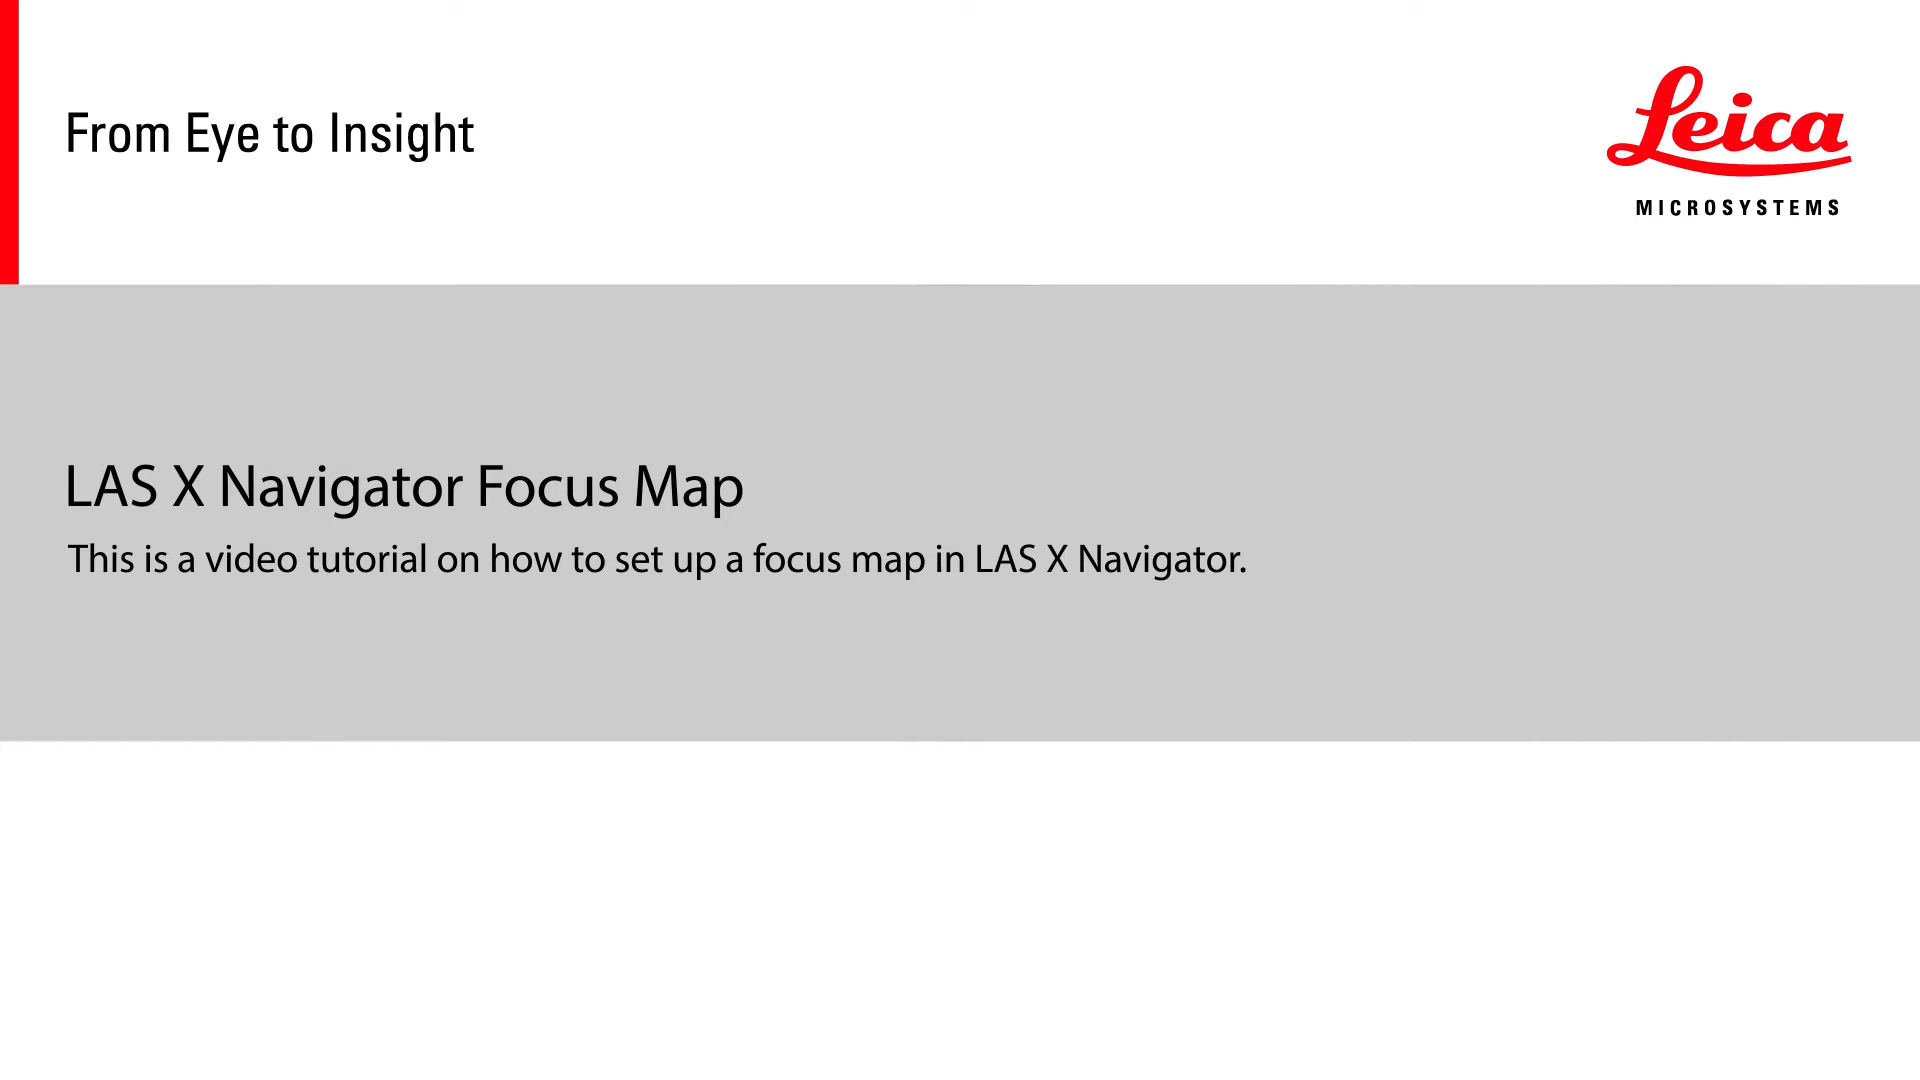 From Eye to Insight
Leica
MICROSYSTEMS
LAS X Navigator Focus Map
This is a video tutorial on how to set up a focus map in LAS X Navigator.